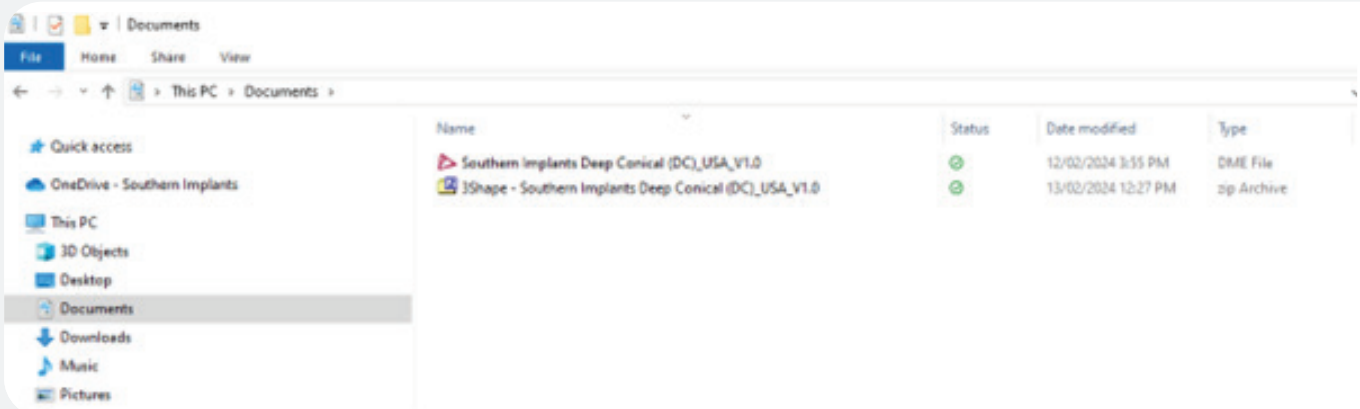 Documents
File Home Share View
This PC > Documents >
Name Status Date modified Type
Quick access
Southern Implants Deep Conical (DC)_USA_V1.0 12/02/2024 3:55 PM DME File
3Shape - Southern Implants Deep Conical (DC)_USA_V1.0 13/02/2024 12:27 PM zip Archive
OneDrive - Southern Implants
This PC
3D Objects
Desktop
Documents
Downloads
Music
Pictures